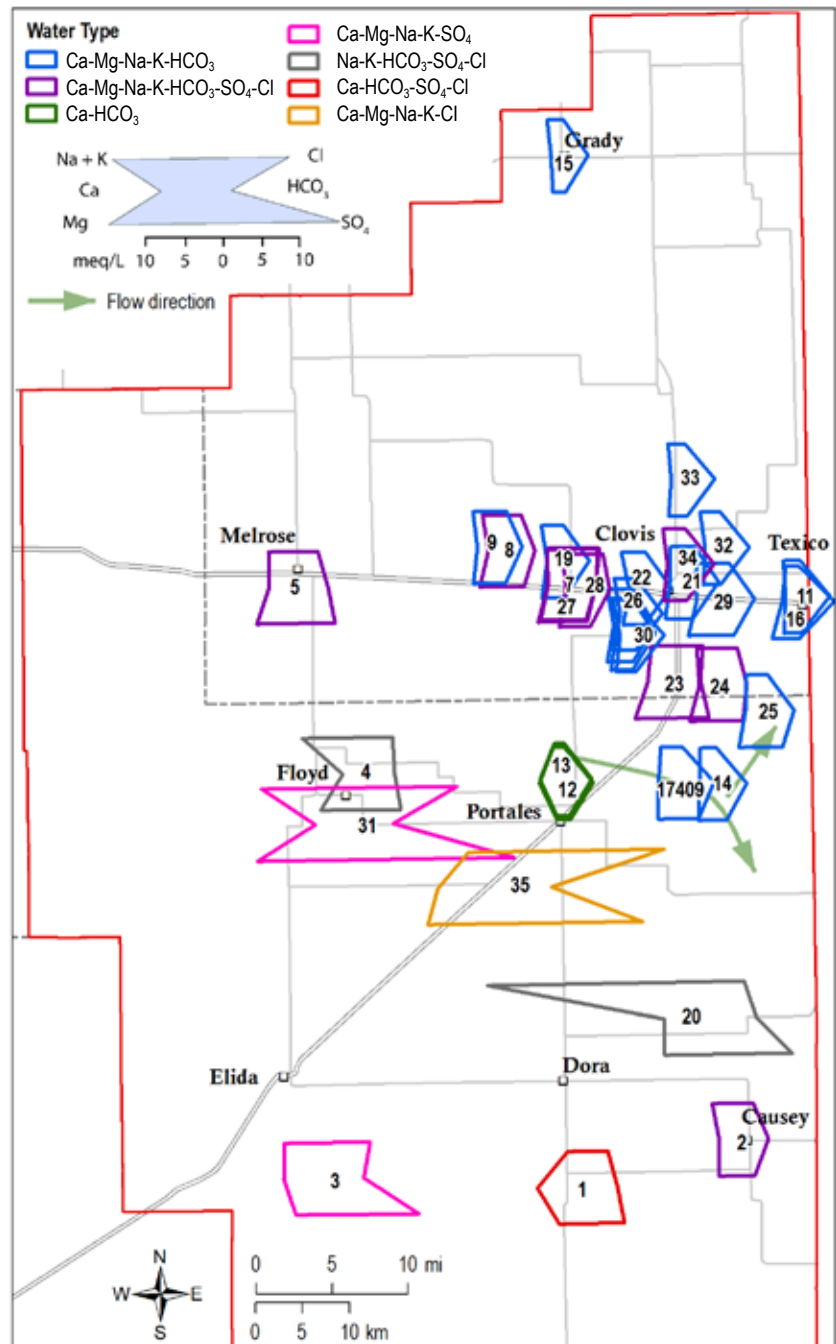 Water Type
Ca-Mg-Na-K-HCO₃
Ca-Mg-Na-K-HCO₃-SO₄-Cl
Ca-HCO₃
Ca-Mg-Na-K-SO₄
Na-K-HCO₃-SO₄-Cl
Ca-HCO₃-SO₄-Cl
Ca-Mg-Na-K-Cl
Na + K Cl
Ca HCO₃
Mg SO₄
meq/L 10 5 0 5 10
Flow direction
Grady
15
33
Melrose
Clovis
Texico
9 8
19
34
32
5
7 28
22
21
11
27
26
29
16
30
23
24
25
Floyd
4
13
12
17409
14
Portales
31
35
20
Elida
Dora
Causey
2
3
1
N
W E
S
0 5 10 mi
0 5 10 km